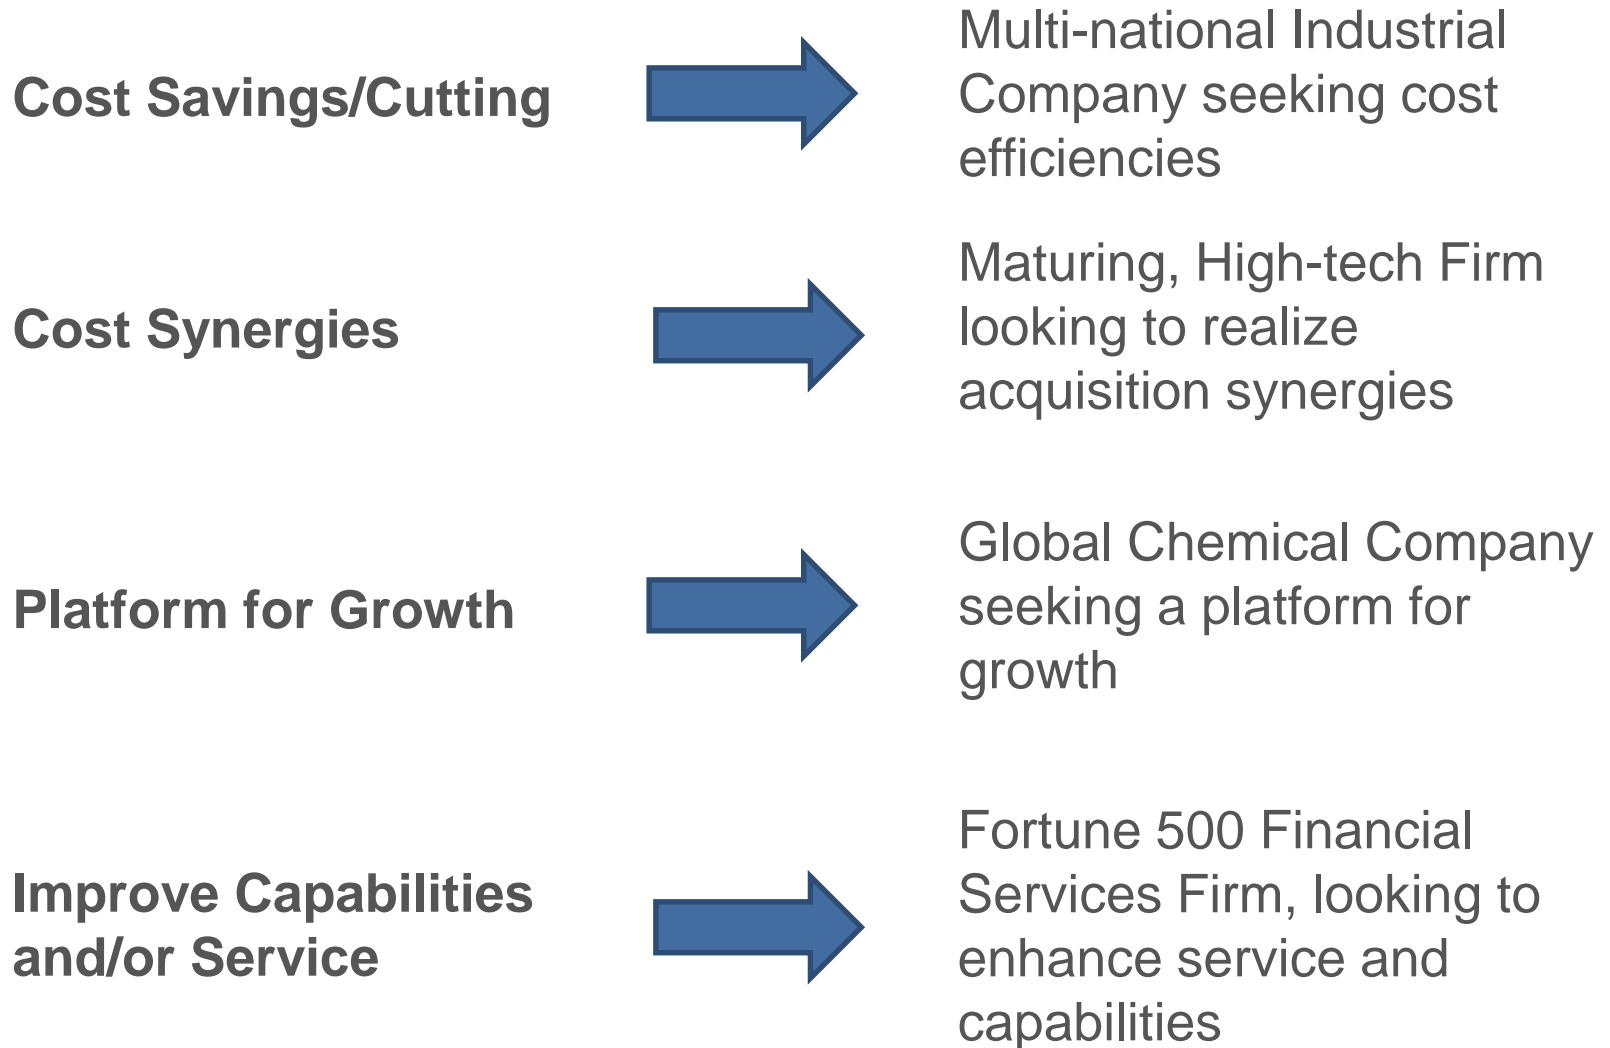 Cost Savings/Cutting
Multi-national Industrial
Company seeking cost
efficiencies
Cost Synergies
Maturing, High-tech Firm
looking to realize
acquisition synergies
Platform for Growth
Global Chemical Company
seeking a platform for
growth
Improve Capabilities
and/or Service
Fortune 500 Financial
Services Firm, looking to
enhance service and
capabilities